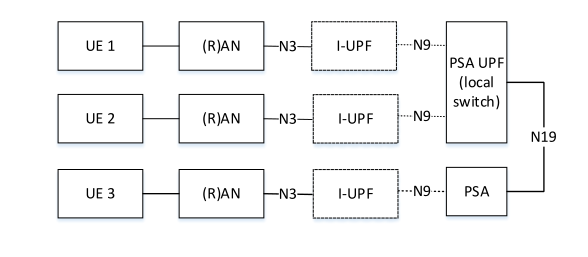 UE 1 (R)AN N3 I-UPF N9 PSA UPF
(local
switch)
UE 2 (R)AN N3 I-UPF N9
N19
UE 3 (R)AN N3 I-UPF N9 PSA